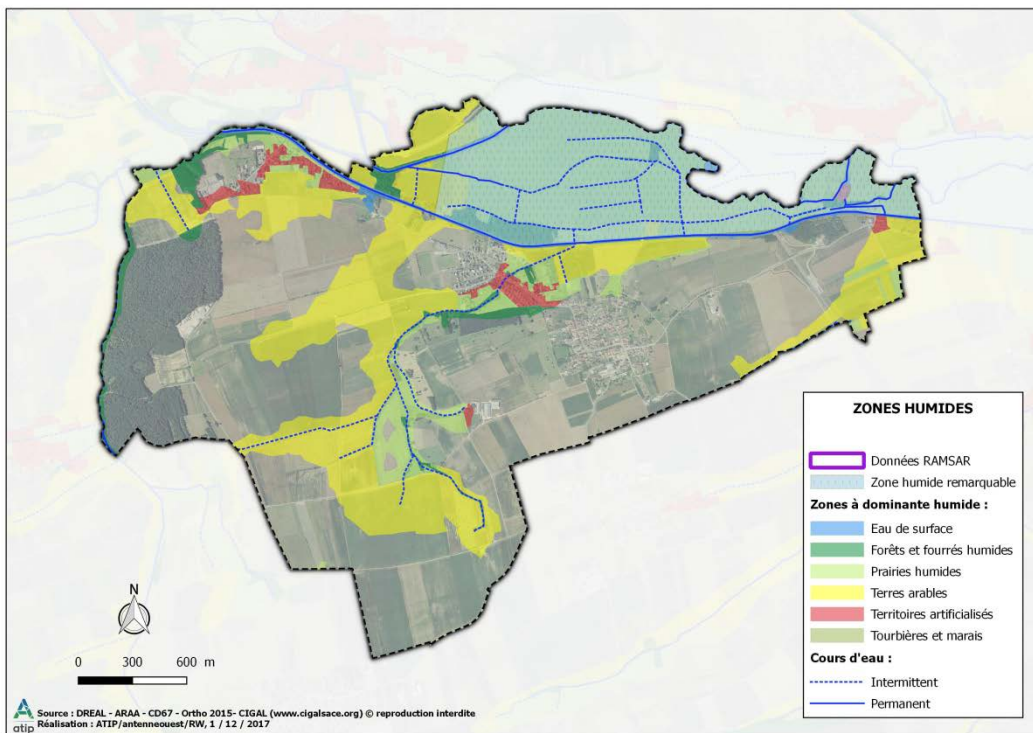 ZONES HUMIDES
Données RAMSAR
Zone humide remarquable
Zones à dominante humide :
Eau de surface
Forêts et fourrés humides
Prairies humides
Terres arables
Territoires artificialisés
Tourbières et marais
Cours d'eau :
Intermittent
Permanent
N
0 300 600 m
atip
Source : DREAL - ARAA - CD67 - Ortho 2015- CIGAL (www.cigalsace.org) © reproduction interdite
Réalisation : ATIP/antenneouest/RW, 1 / 12 / 2017